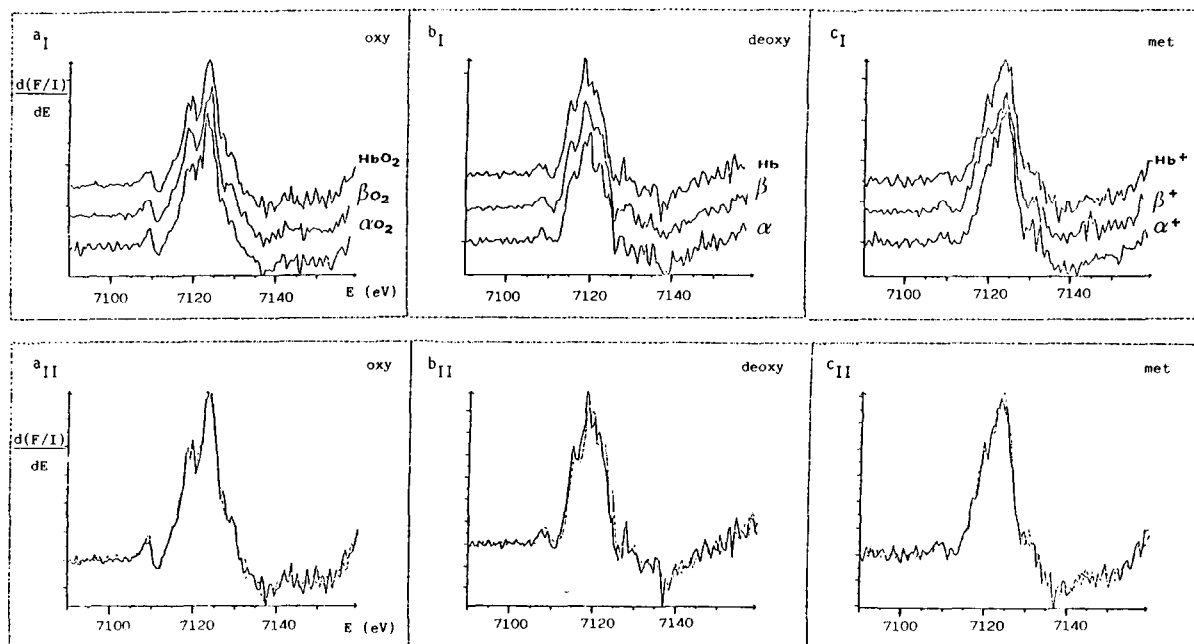 aI
oxy
d(F/I)
dE
HbO2
βO2
αO2
7100
7120
7140
E (eV)
bI
deoxy
Hb
β
α
7100
7120
7140
cI
met
Hb+
β+
α+
7100
7120
7140
aII
oxy
d(F/I)
dE
7100
7120
7140
E (eV)
bII
deoxy
7100
7120
7140
cII
met
7100
7120
7140